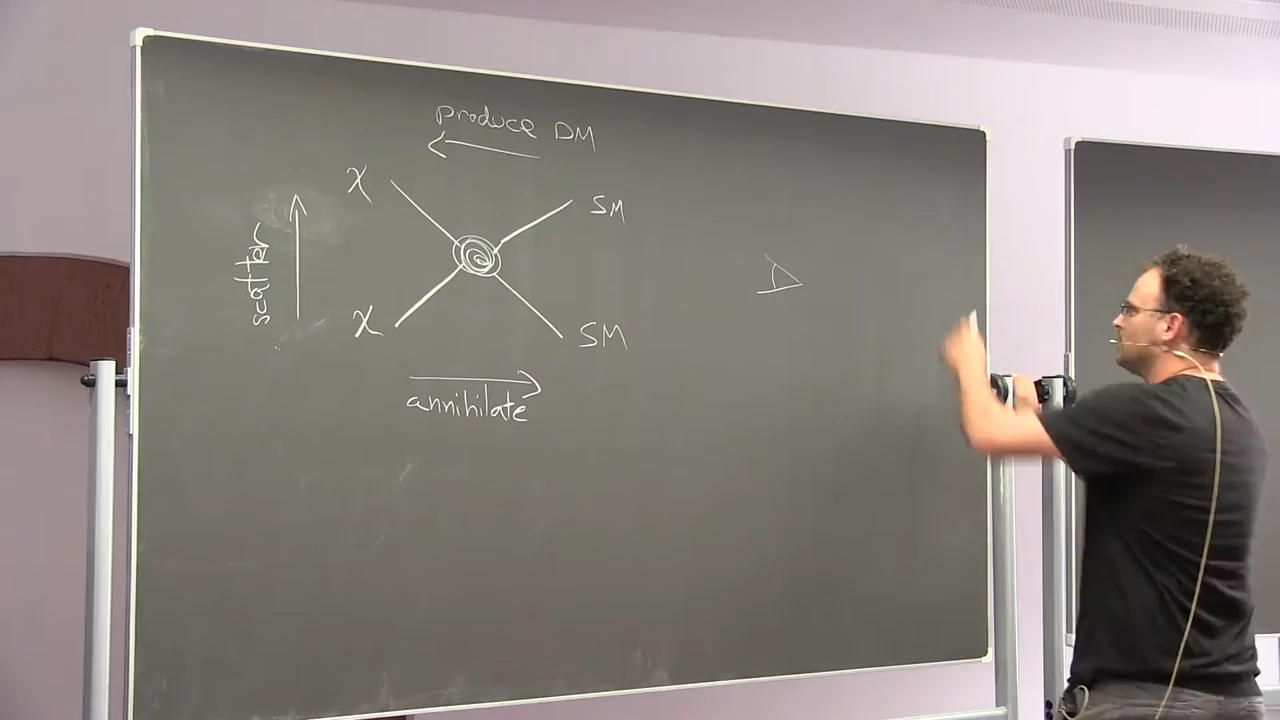 produce DM
χ
SM
scatter
χ
SM
annihilate